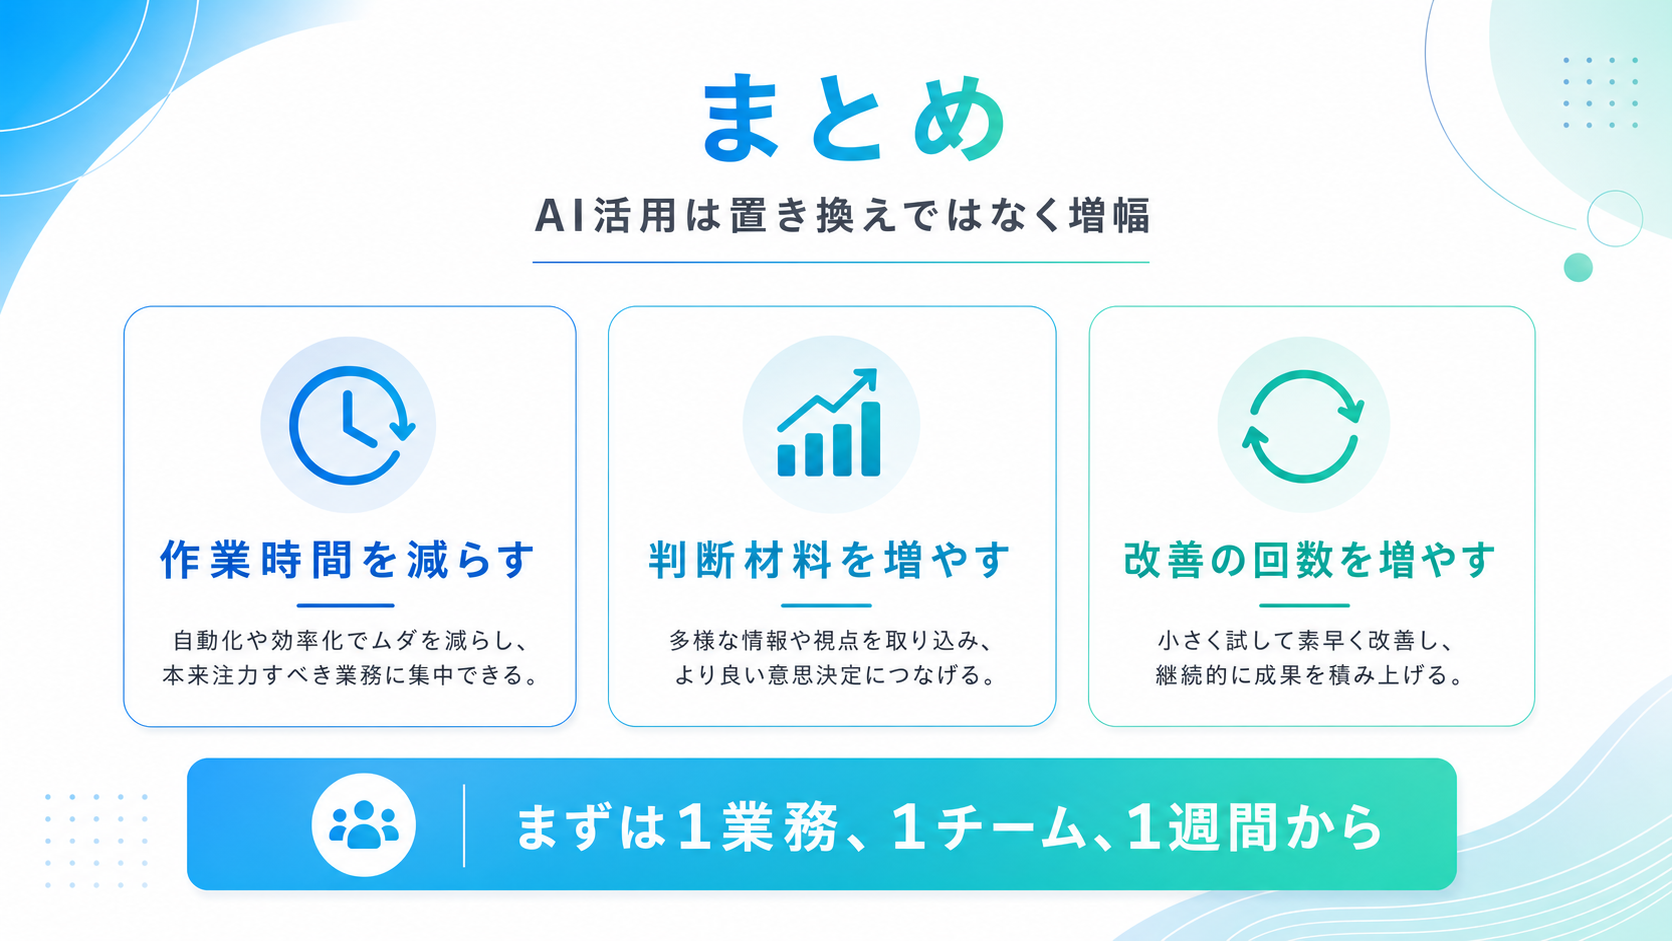 まとめ
AI活用は置き換えではなく増幅
作業時間を減らす
自動化や効率化でムダを減らし、
本来注力すべき業務に集中できる。
判断材料を増やす
多様な情報や視点を取り込み、
より良い意思決定につなげる。
改善の回数を増やす
小さく試して素早く改善し、
継続的に成果を積み上げる。
まずは1業務、1チーム、1週間から